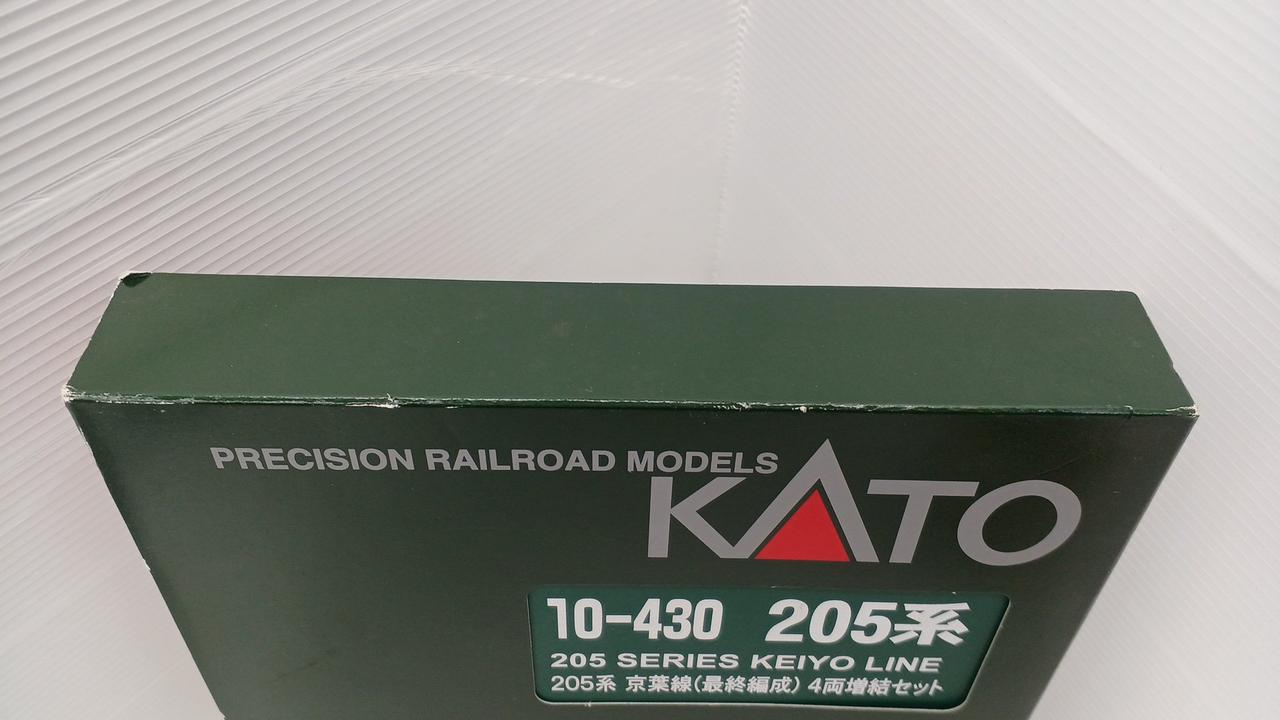 PRECISION RAILROAD MODELS
KATO
10-430 205系
205 SERIES KEIYO LINE
205系 京葉線(最終編成) 4両増結セット